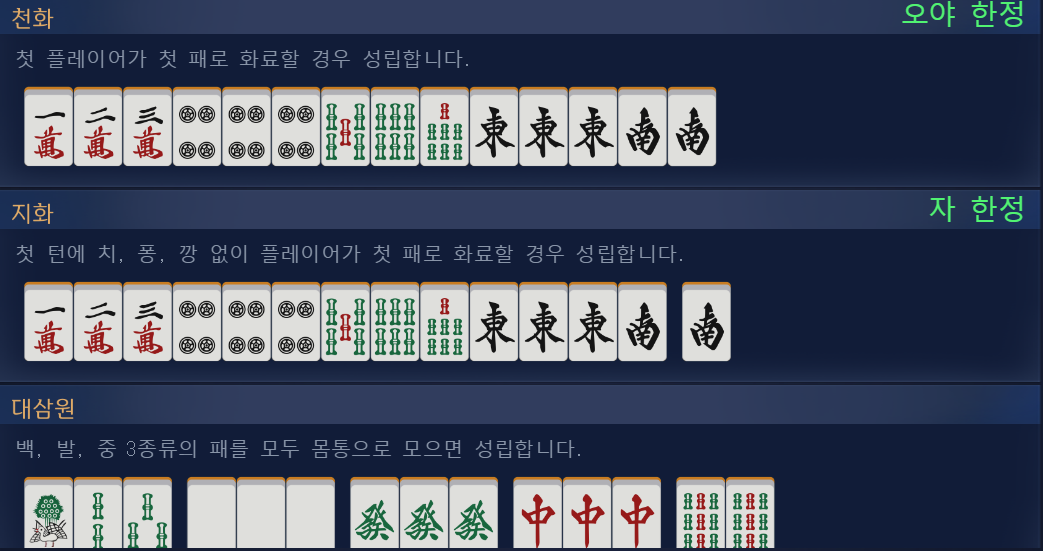 천화
오야 한정
첫 플레이어가 첫 패로 화료할 경우 성립합니다.
一萬 二萬 三萬 東 東 東 南 南
지화
자 한정
첫 턴에 치, 퐁, 깡 없이 플레이어가 첫 패로 화료할 경우 성립합니다.
一萬 二萬 三萬 東 東 東 南 南
대삼원
백, 발, 중 3종류의 패를 모두 몸통으로 모으면 성립합니다.
發 發 發 中 中 中